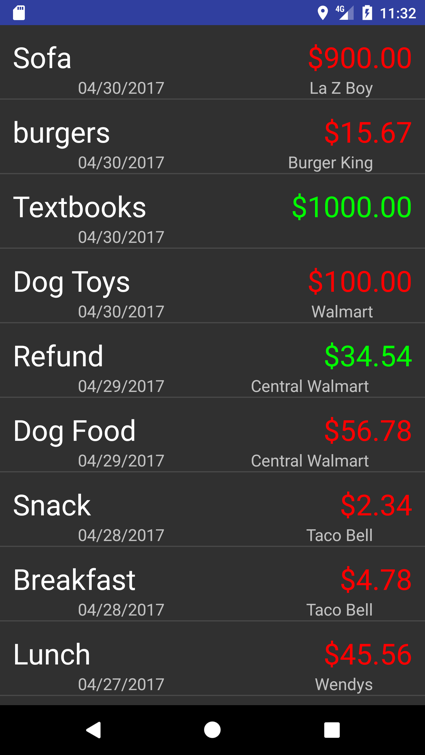 4G 11:32
Sofa $900.00
04/30/2017 La Z Boy
burgers $15.67
04/30/2017 Burger King
Textbooks $1000.00
04/30/2017
Dog Toys $100.00
04/30/2017 Walmart
Refund $34.54
04/29/2017 Central Walmart
Dog Food $56.78
04/29/2017 Central Walmart
Snack $2.34
04/28/2017 Taco Bell
Breakfast $4.78
04/28/2017 Taco Bell
Lunch $45.56
04/27/2017 Wendys